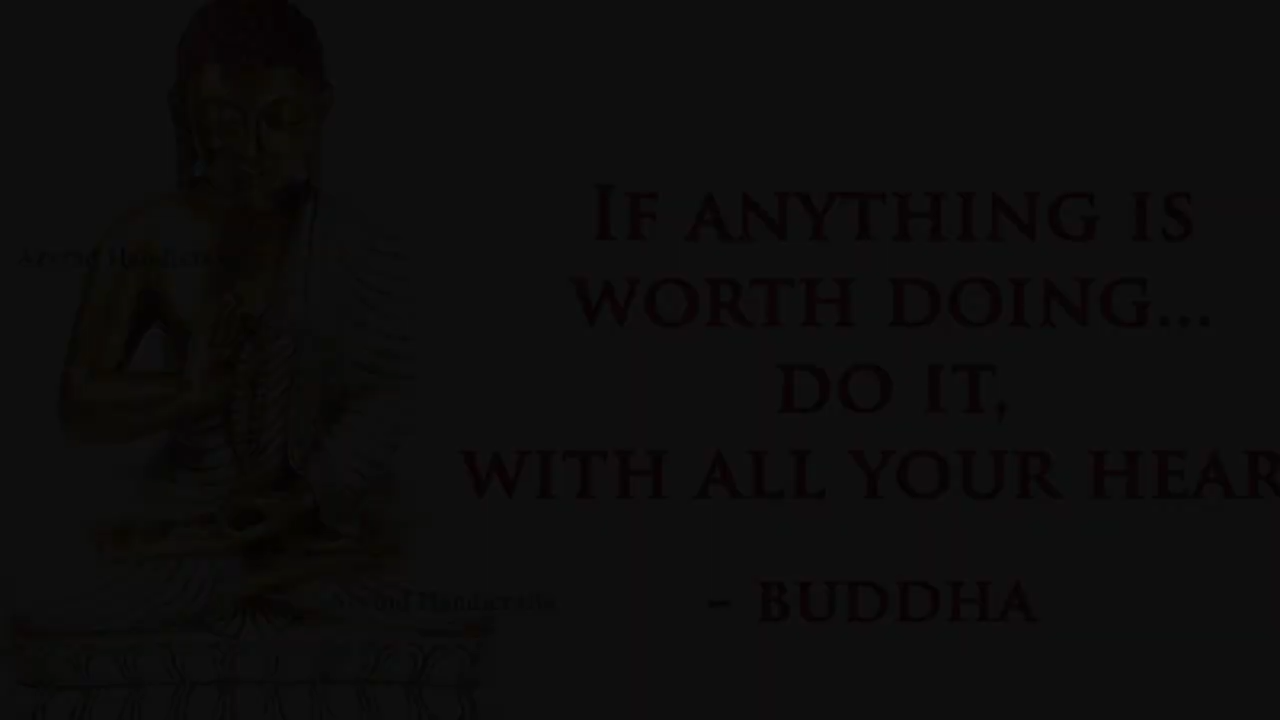 If anything is
worth doing...
do it,
with all your hear
- Buddha